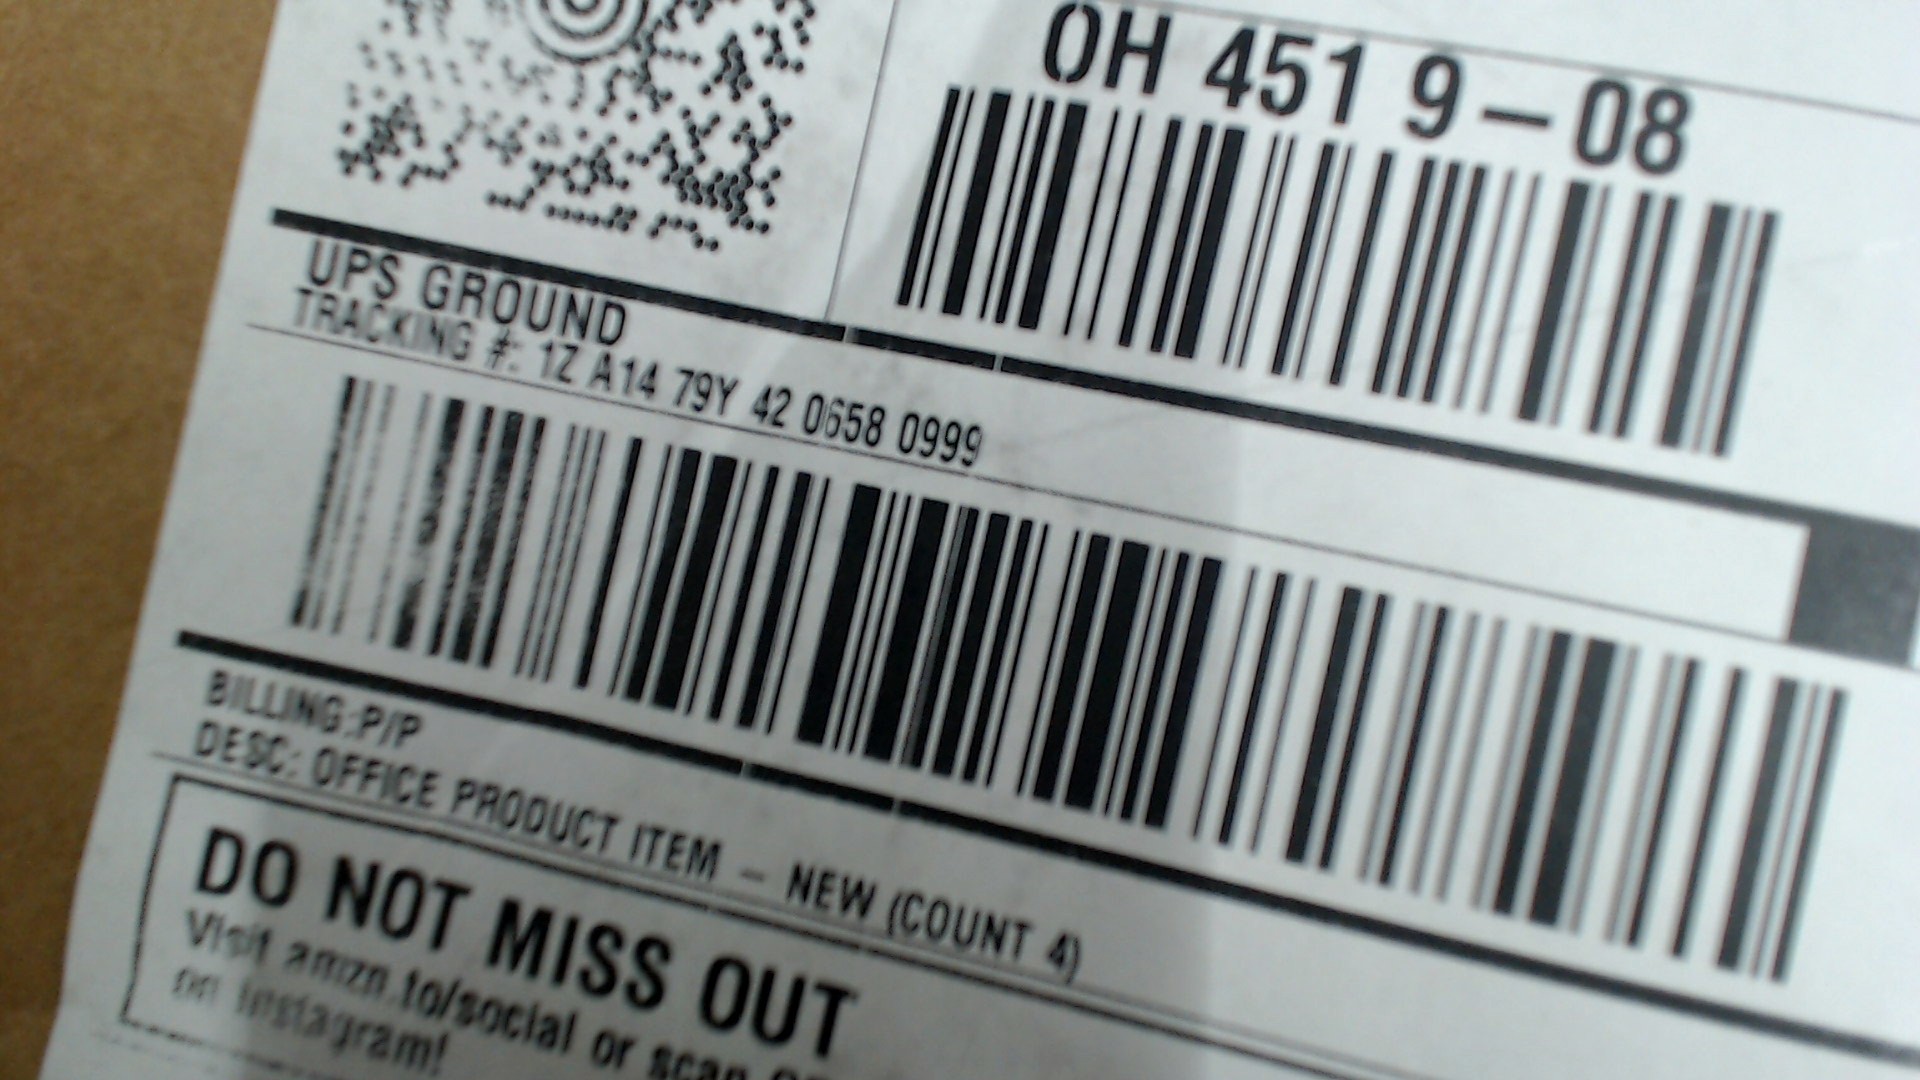 OH 451 9-08
UPS GROUND
TRACKING #: 1Z A14 79Y 42 0658 0999
BILLING:P/P
DESC: OFFICE PRODUCT ITEM - NEW (COUNT 4)
DO NOT MISS OUT
Visit amzn.to/social or scan
on Instagram!